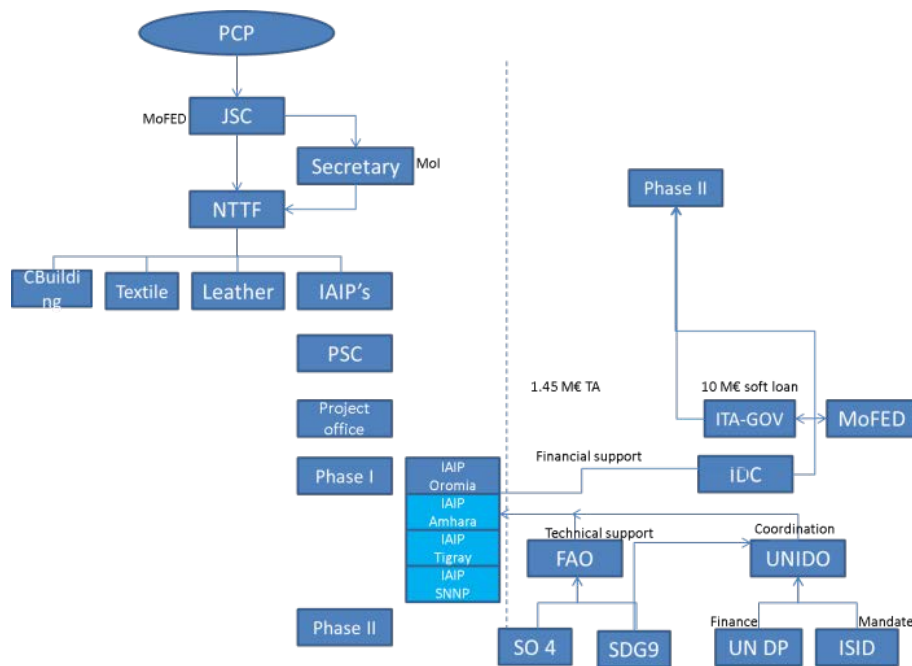 PCP
MoFED
JSC
Secretary
MoI
NTTF
Phase II
CBuildi
ng
Textile
Leather
IAIP's
PSC
1.45 M€ TA
10 M€ soft loan
Project
office
ITA-GOV
MoFED
Financial support
Phase I
IAIP
Oromia
IDC
IAIP
Amhara
IAIP
Tigray
IAIP
SNNP
Technical support
FAO
Coordination
UNIDO
Phase II
SO 4
SDG9
Finance
UN DP
Mandate
ISID